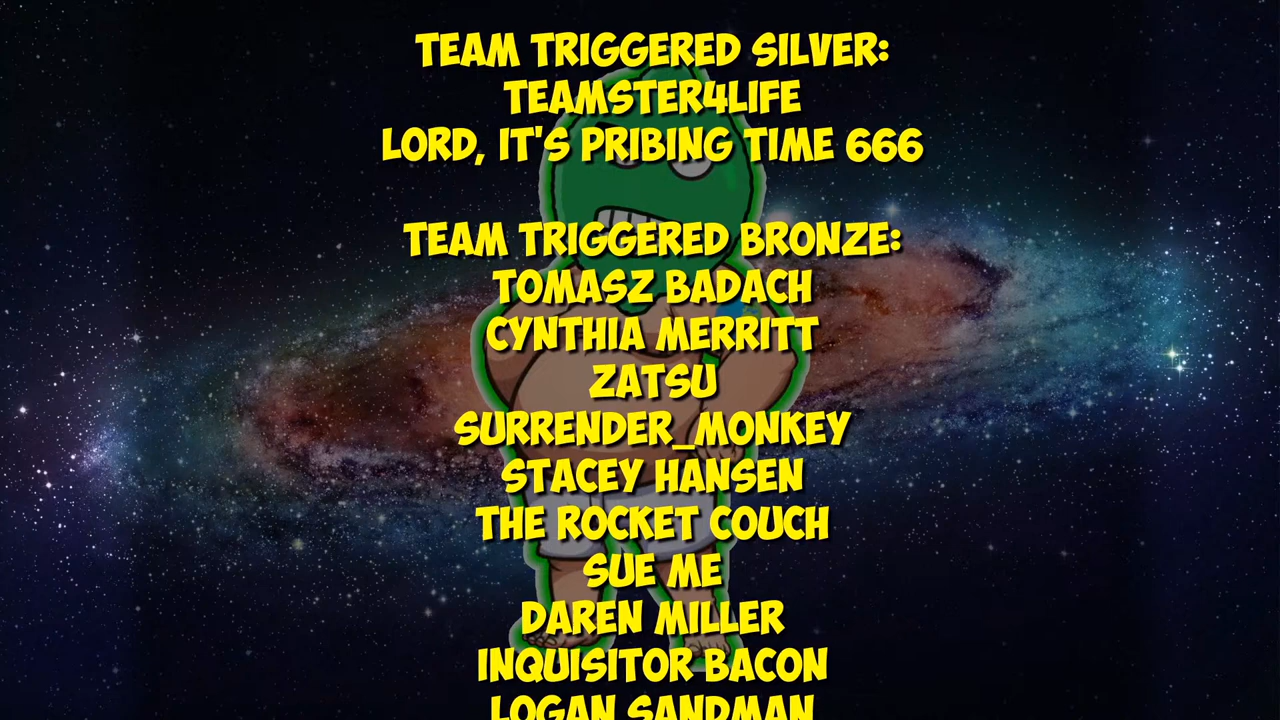 TEAM TRIGGERED SILVER:
TEAMSTER4LIFE
LORD, IT'S PRIBING TIME 666
TEAM TRIGGERED BRONZE:
TOMASZ BADACH
CYNTHIA MERRITT
ZATSU
SURRENDER_MONKEY
STACEY HANSEN
THE ROCKET COUCH
SUE ME
DAREN MILLER
INQUISITOR BACON
LOGAN SANDMAN